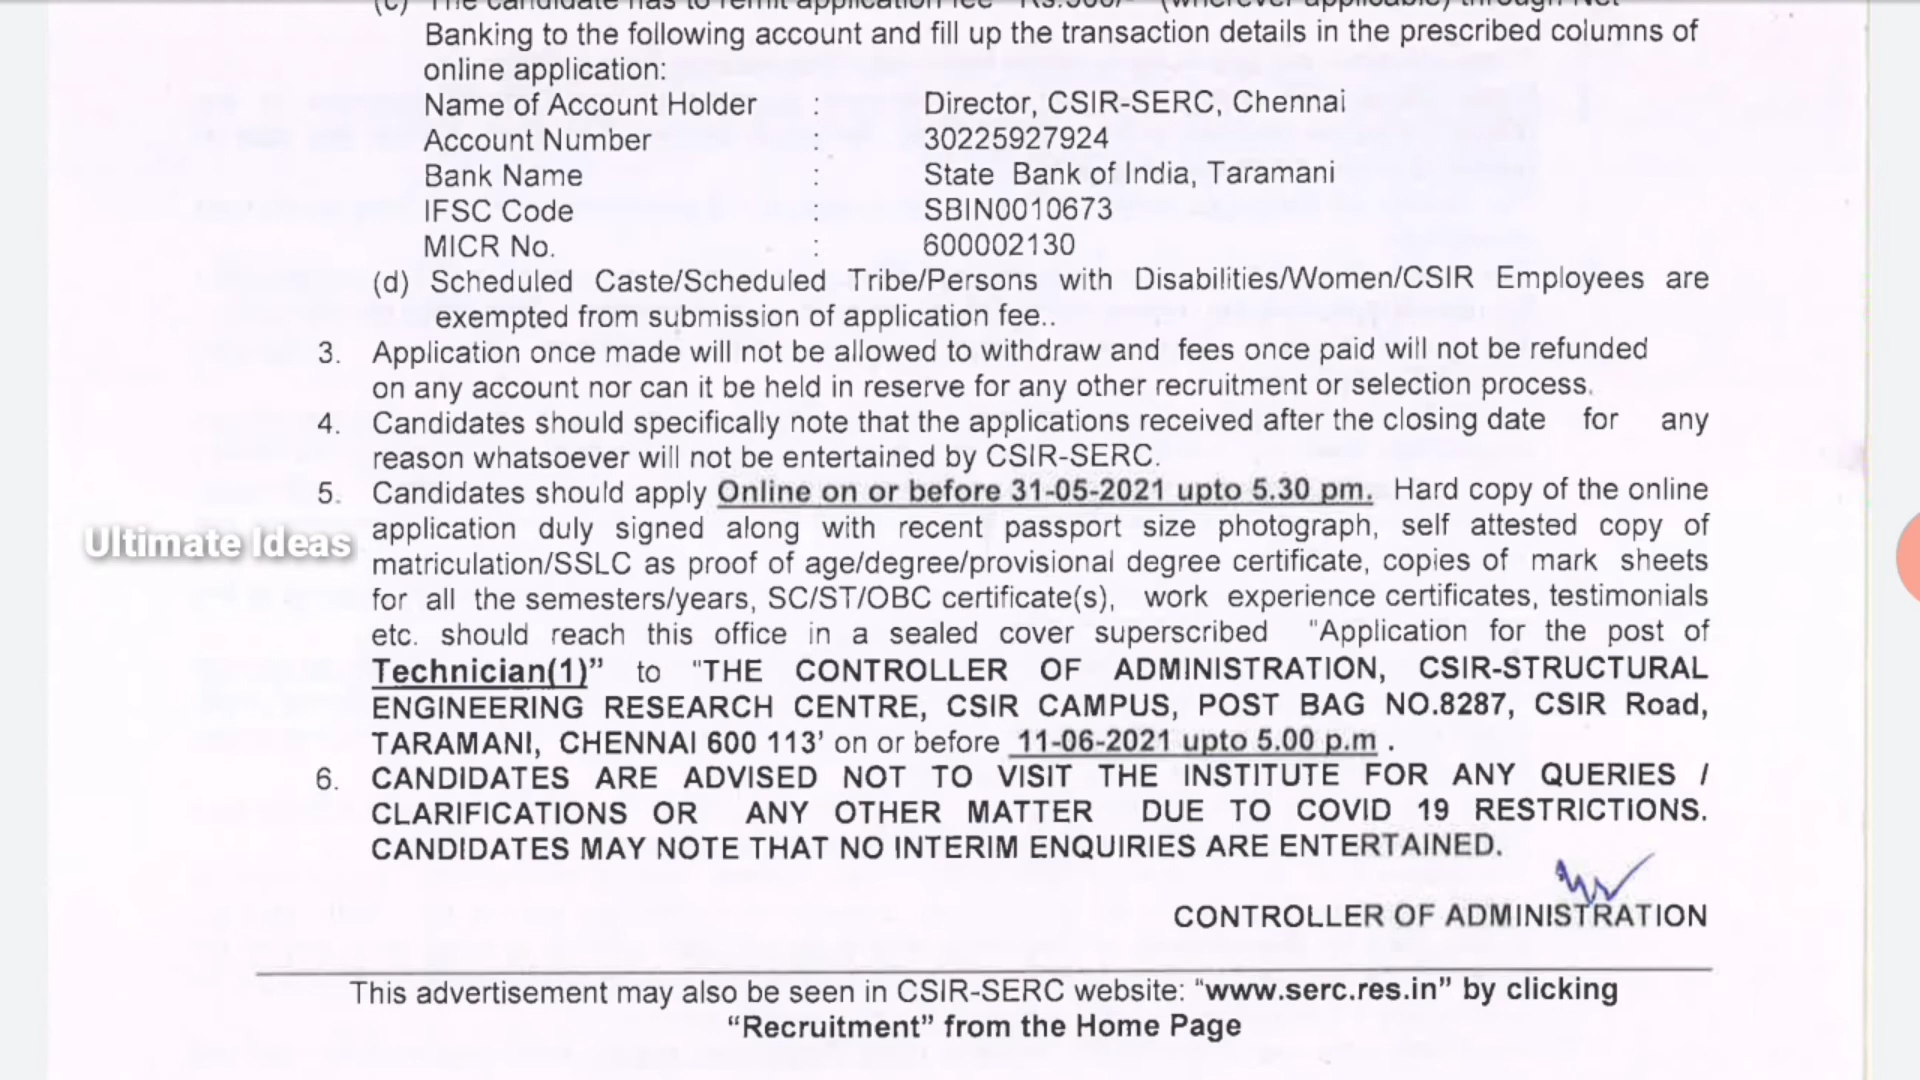 (c) The candidate has to remit application fee Rs.500/- (wherever applicable) through Net
Banking to the following account and fill up the transaction details in the prescribed columns of
online application:
Name of Account Holder : Director, CSIR-SERC, Chennai
Account Number : 30225927924
Bank Name : State Bank of India, Taramani
IFSC Code : SBIN0010673
MICR No. : 600002130
(d) Scheduled Caste/Scheduled Tribe/Persons with Disabilities/Women/CSIR Employees are
exempted from submission of application fee..
3. Application once made will not be allowed to withdraw and fees once paid will not be refunded
on any account nor can it be held in reserve for any other recruitment or selection process.
4. Candidates should specifically note that the applications received after the closing date for any
reason whatsoever will not be entertained by CSIR-SERC.
5. Candidates should apply Online on or before 31-05-2021 upto 5.30 pm. Hard copy of the online
application duly signed along with recent passport size photograph, self attested copy of
matriculation/SSLC as proof of age/degree/provisional degree certificate, copies of mark sheets
for all the semesters/years, SC/ST/OBC certificate(s), work experience certificates, testimonials
etc. should reach this office in a sealed cover superscribed "Application for the post of
Technician(1)” to "THE CONTROLLER OF ADMINISTRATION, CSIR-STRUCTURAL
ENGINEERING RESEARCH CENTRE, CSIR CAMPUS, POST BAG NO.8287, CSIR Road,
TARAMANI, CHENNAI 600 113’ on or before 11-06-2021 upto 5.00 p.m .
6. CANDIDATES ARE ADVISED NOT TO VISIT THE INSTITUTE FOR ANY QUERIES /
CLARIFICATIONS OR ANY OTHER MATTER DUE TO COVID 19 RESTRICTIONS.
CANDIDATES MAY NOTE THAT NO INTERIM ENQUIRIES ARE ENTERTAINED.
CONTROLLER OF ADMINISTRATION
This advertisement may also be seen in CSIR-SERC website: “www.serc.res.in” by clicking
“Recruitment” from the Home Page
Ultimate Ideas